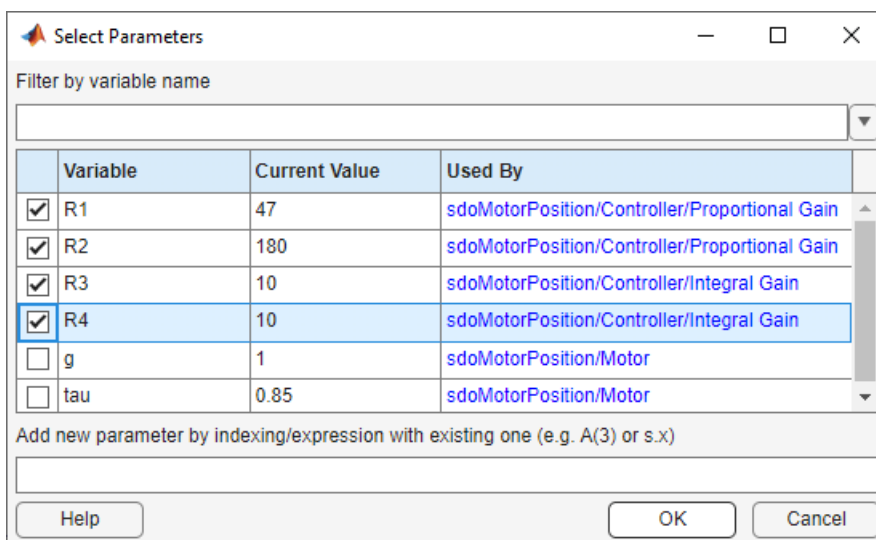 Select Parameters
Filter by variable name
Variable Current Value Used By
R1 47 sdoMotorPosition/Controller/Proportional Gain
R2 180 sdoMotorPosition/Controller/Proportional Gain
R3 10 sdoMotorPosition/Controller/Integral Gain
R4 10 sdoMotorPosition/Controller/Integral Gain
g 1 sdoMotorPosition/Motor
tau 0.85 sdoMotorPosition/Motor
Add new parameter by indexing/expression with existing one (e.g. A(3) or s.x)
Help OK Cancel